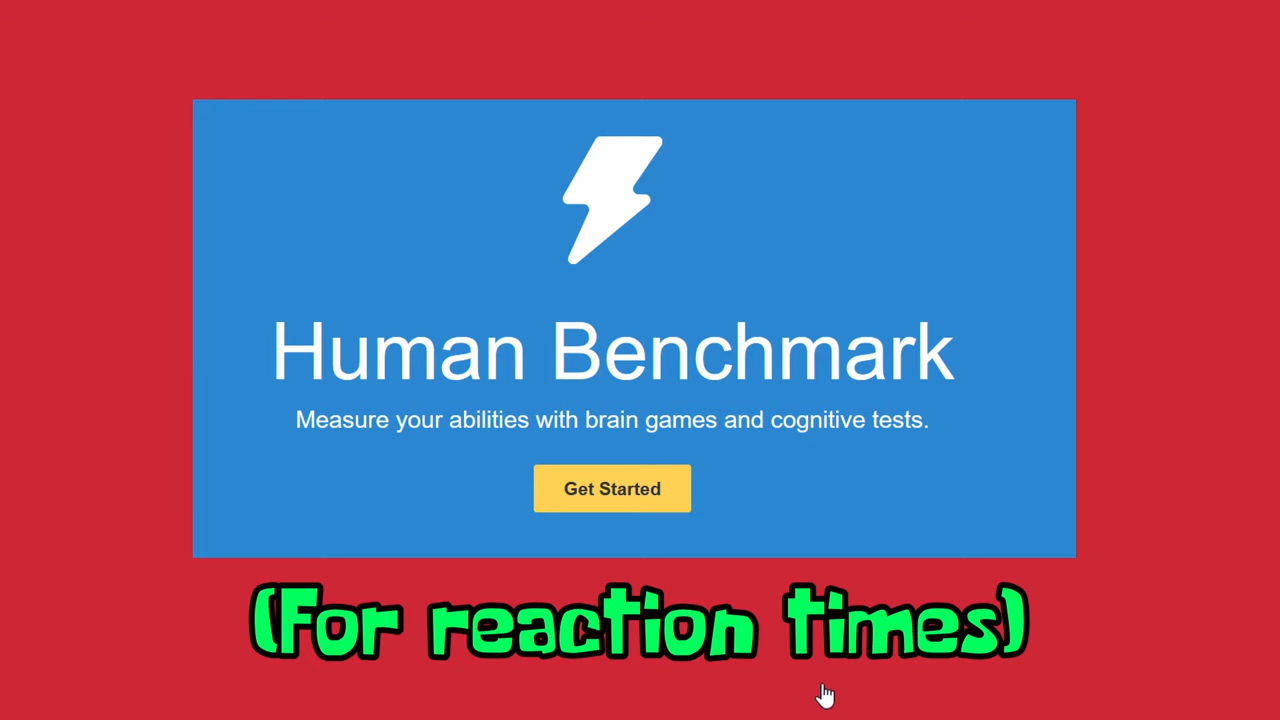 Human Benchmark
Measure your abilities with brain games and cognitive tests.
Get Started
(For reaction times)